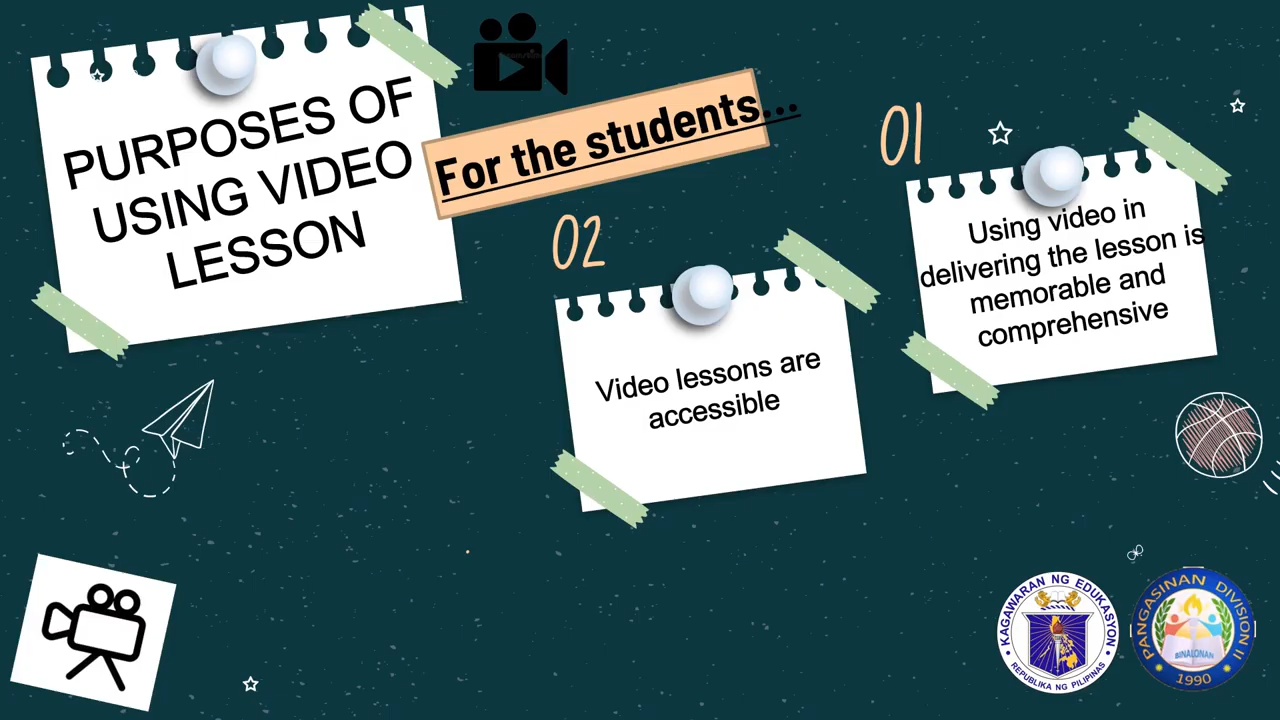 PURPOSES OF
USING VIDEO
LESSON
For the students...
01
Using video in
delivering the lesson is
memorable and
comprehensive
02
Video lessons are
accessible
KAGAWARAN NG EDUKASYON
REPUBLIKA NG PILIPINAS
PANGASINAN DIVISION II
BINALONAN
1990